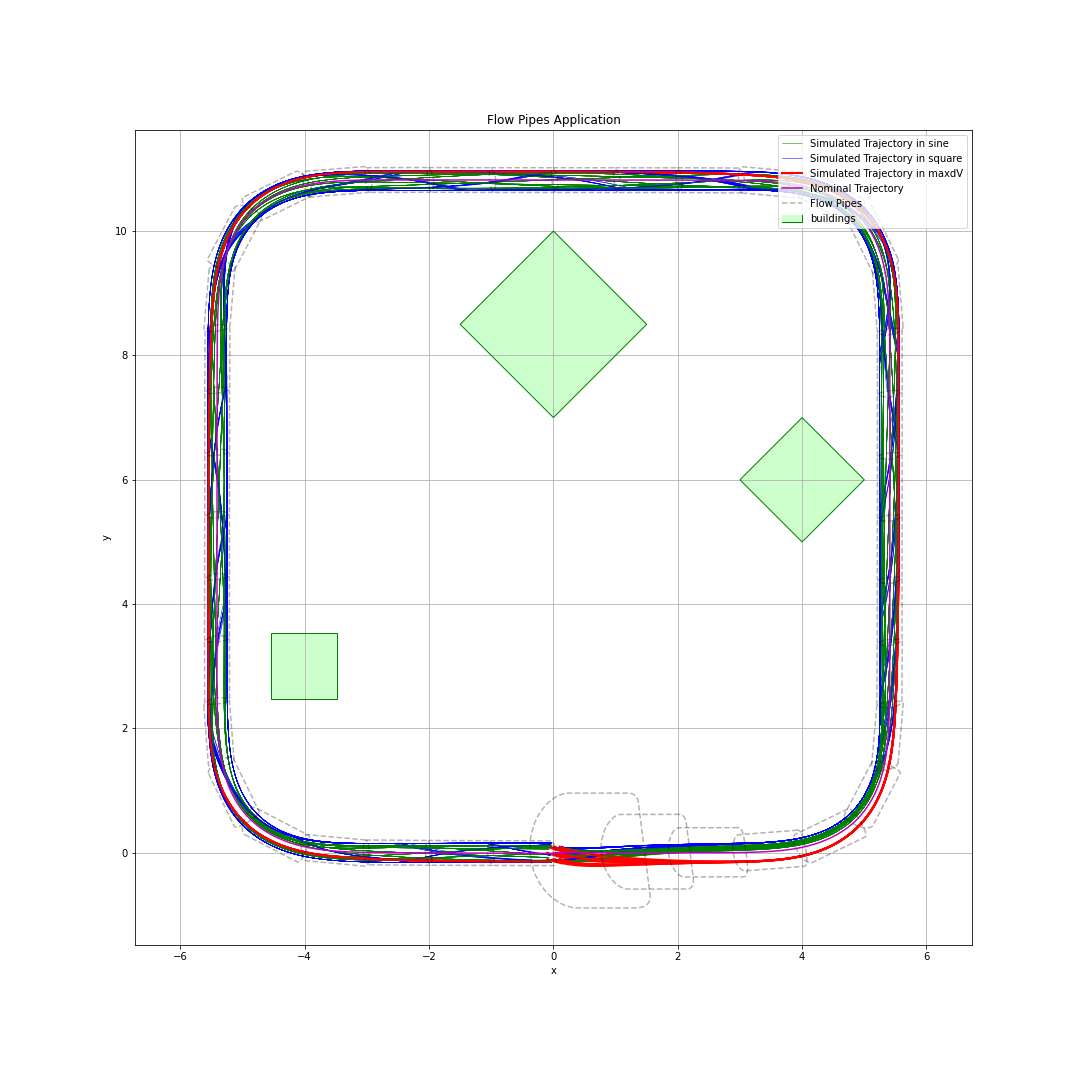 Flow Pipes Application
Simulated Trajectory in sine
Simulated Trajectory in square
Simulated Trajectory in maxdV
Nominal Trajectory
Flow Pipes
buildings
10
8
6
4
2
0
y
−6
−4
−2
0
2
4
6
x